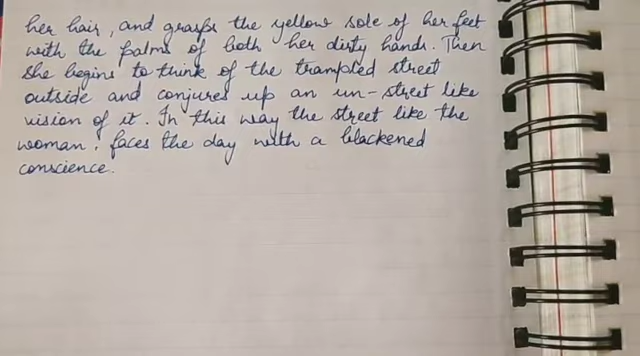 her hair, and grasps the yellow sole of her feet
with the palms of both her dirty hands. Then
she begins to think of the trampled street
outside and conjures up an un-street like
vision of it. In this way the street like the
woman, faces the day with a blackened
conscience.